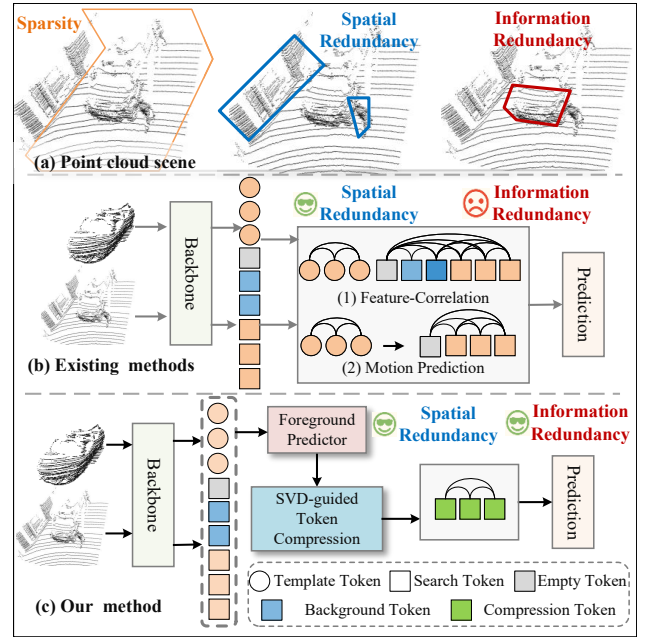 Sparsity
Spatial
Redundancy
Information
Redundancy
(a) Point cloud scene
Spatial
Redundancy
Information
Redundancy
Backbone
(1) Feature-Correlation
(2) Motion Prediction
Prediction
(b) Existing methods
Foreground
Predictor
Spatial
Redundancy
Information
Redundancy
Backbone
SVD-guided
Token
Compression
Prediction
Template Token
Search Token
Empty Token
Background Token
Compression Token
(c) Our method